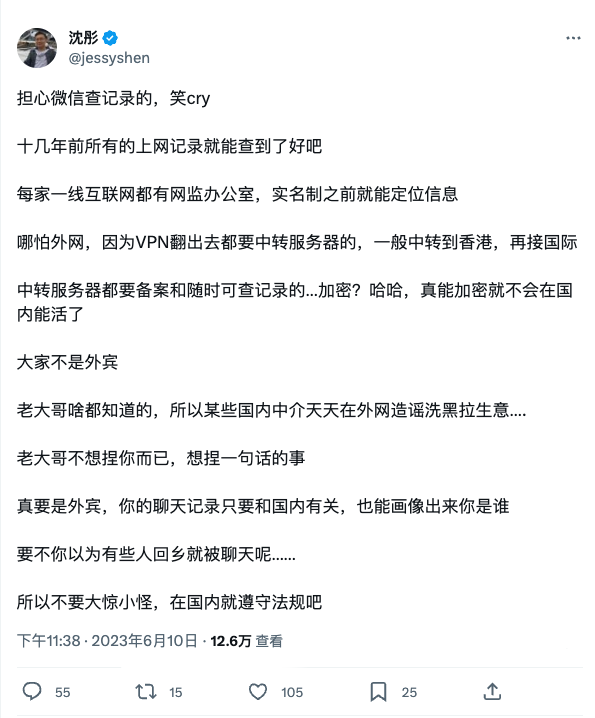 沈彤
@jessyshen
担心微信查记录的，笑cry
十几年前所有的上网记录就能查到了好吧
每家一线互联网都有网监办公室，实名制之前就能定位信息
哪怕外网，因为VPN翻出去都要中转服务器的，一般中转到香港，再接国际
中转服务器都要备案和随时可查记录的...加密？哈哈，真能加密就不会在国
内能活了
大家不是外宾
老大哥啥都知道的，所以某些国内中介天天在外网造谣洗黑拉生意....
老大哥不想捏你而已，想捏一句话的事
真要是外宾，你的聊天记录只要和国内有关，也能画像出来你是谁
要不你以为有些人回乡就被聊天呢......
所以不要大惊小怪，在国内就遵守法规吧
下午11:38 · 2023年6月10日 · 12.6万 查看
55 15 105 25